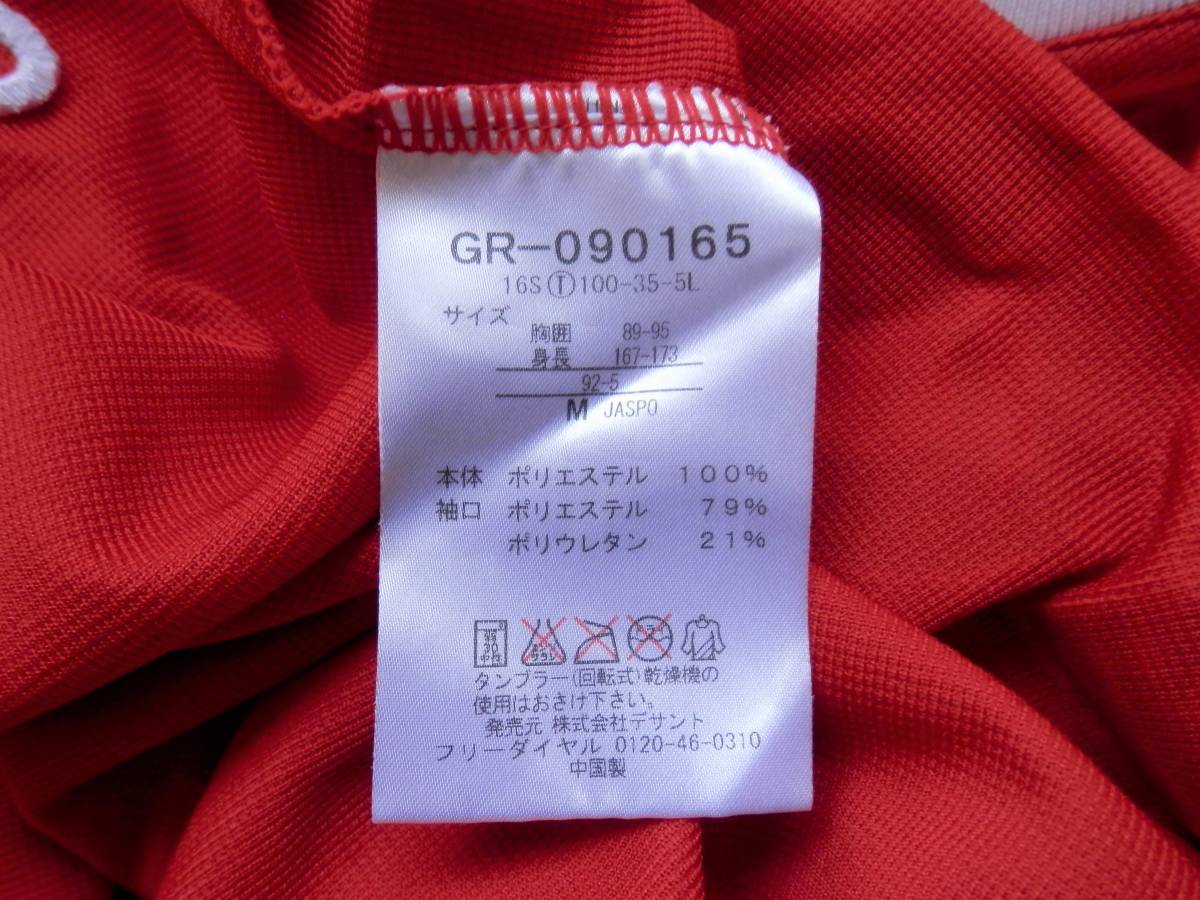 GR-090165
16S Ⓣ 100-35-5L
サイズ
胸囲 89-95
身長 167-173
92-5
M JASPO
本体 ポリエステル 100%
袖口 ポリエステル 79%
ポリウレタン 21%
タンブラー(回転式)乾燥機の
使用はおさけ下さい。
発売元 株式会社デサント
フリーダイヤル 0120-46-0310
中国製